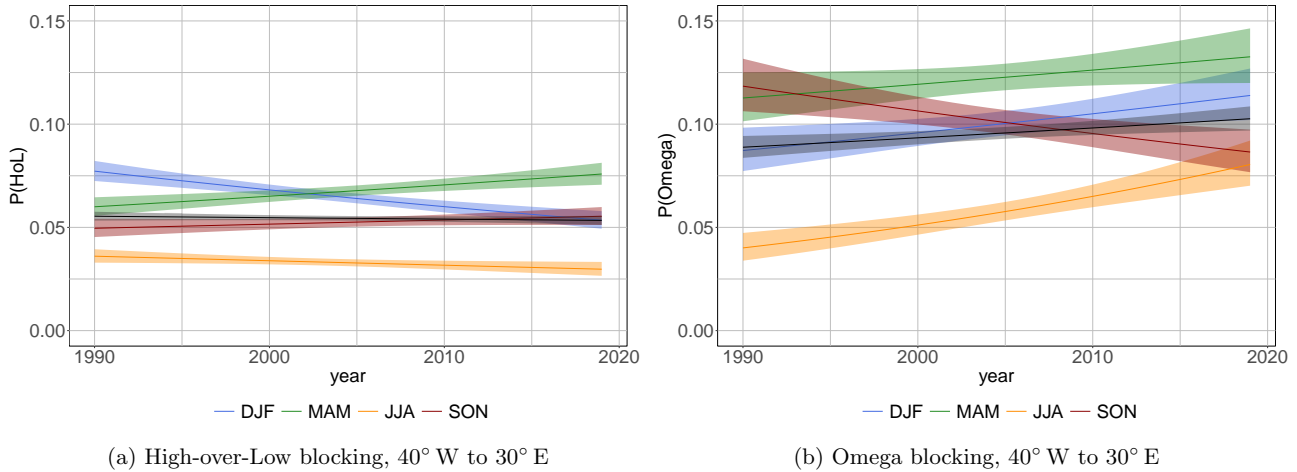 0.15
0.10
0.05
0.00
P(HoL)
1990 2000 2010 2020
year
DJF MAM JJA SON
(a) High-over-Low blocking, 40° W to 30° E
0.15
0.10
0.05
0.00
P(Omega)
1990 2000 2010 2020
year
DJF MAM JJA SON
(b) Omega blocking, 40° W to 30° E